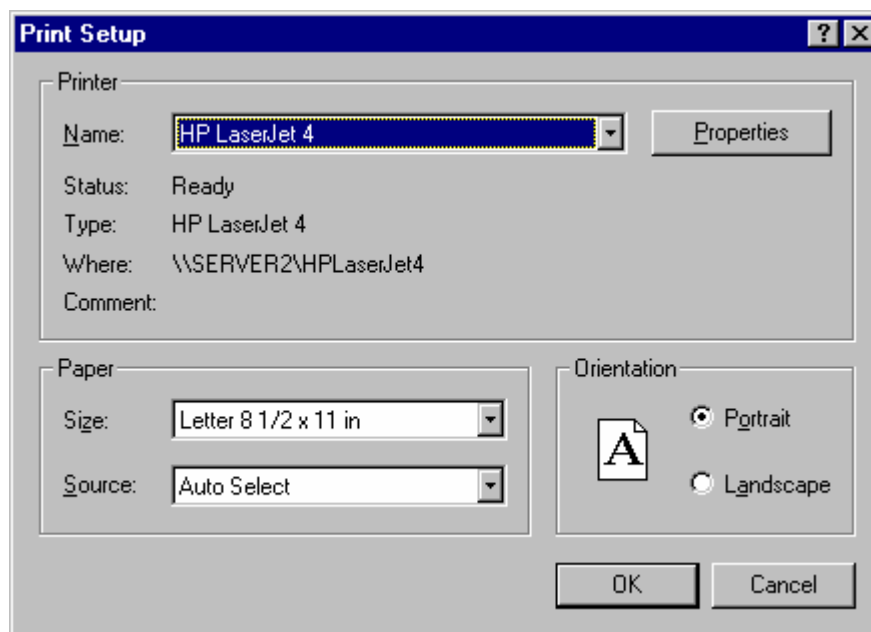 Print Setup
Printer
Name: HP LaserJet 4 Properties
Status: Ready
Type: HP LaserJet 4
Where: \\SERVER2\HPLaserJet4
Comment:
Paper
Size: Letter 8 1/2 x 11 in
Source: Auto Select
Orientation
A
Portrait
Landscape
OK Cancel